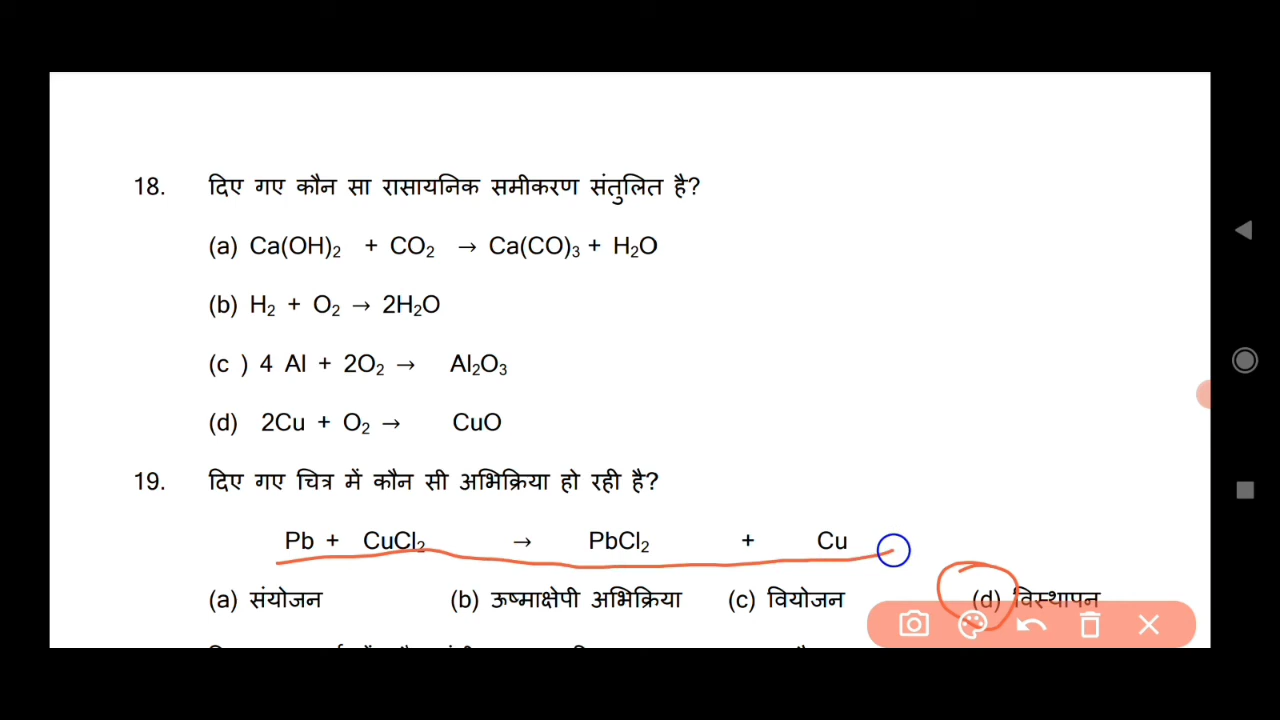 18. दिए गए कौन सा रासायनिक समीकरण संतुलित है?
(a) Ca(OH)₂ + CO₂ → Ca(CO)₃ + H₂O
(b) H₂ + O₂ → 2H₂O
(c ) 4 Al + 2O₂ → Al₂O₃
(d) 2Cu + O₂ → CuO
19. दिए गए चित्र में कौन सी अभिक्रिया हो रही है?
Pb + CuCl₂ → PbCl₂ + Cu
(a) संयोजन (b) ऊष्माक्षेपी अभिक्रिया (c) वियोजन (d) विस्थापन